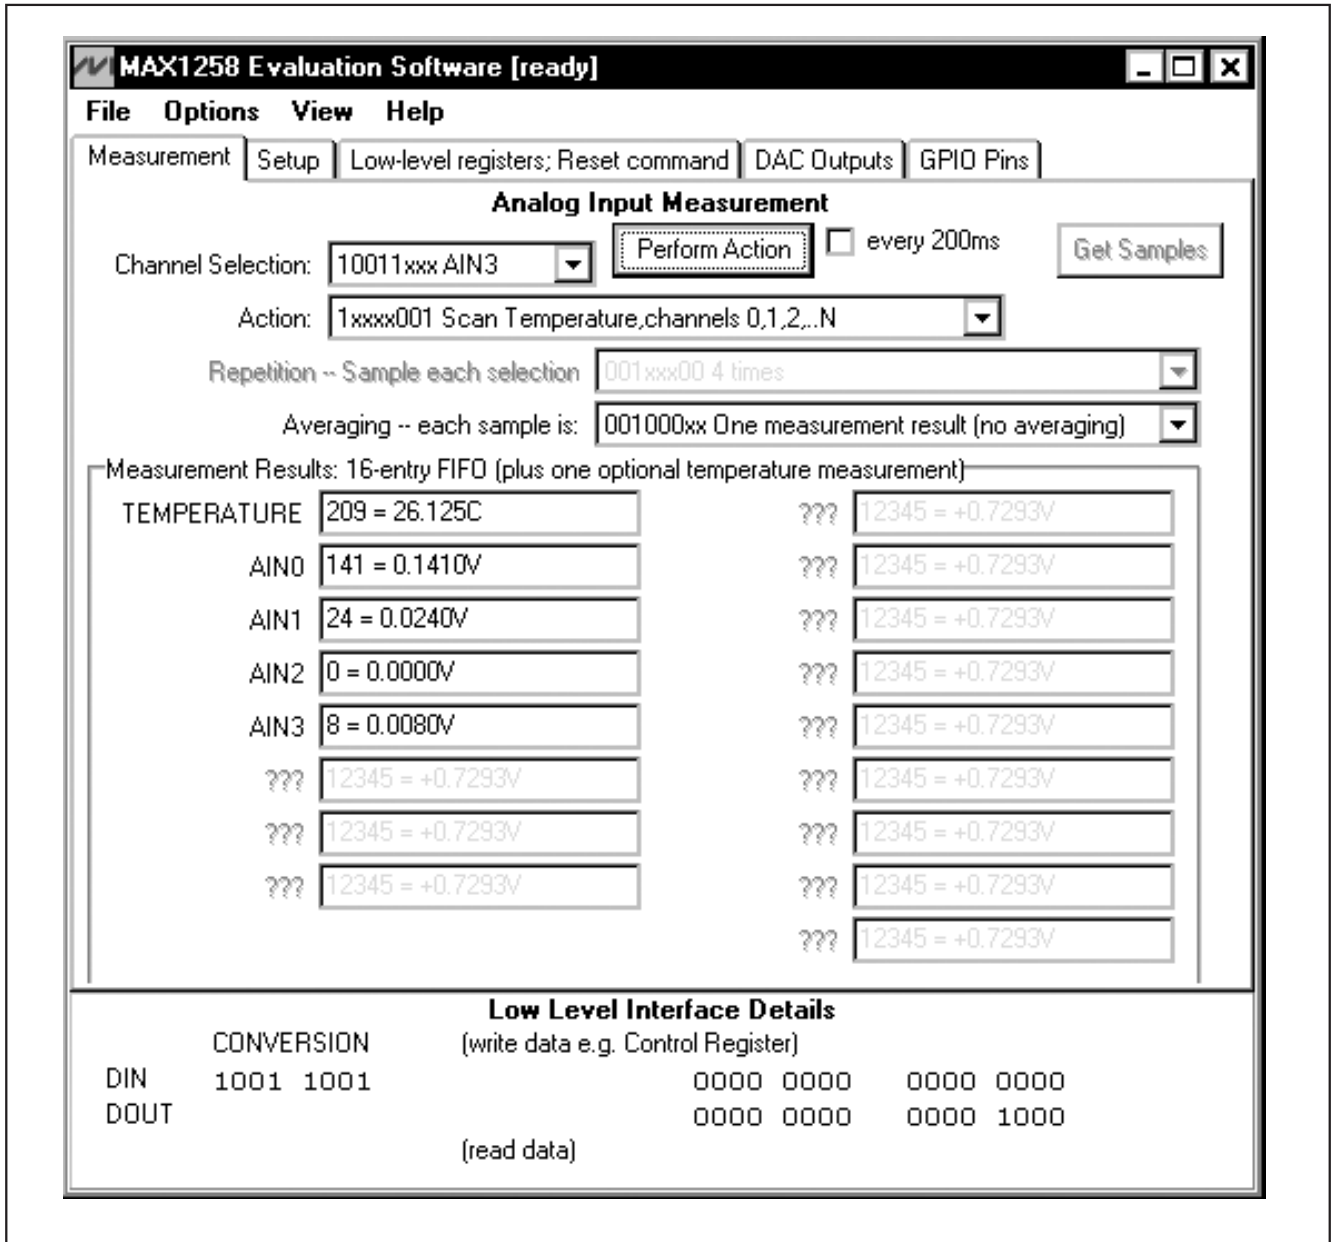 MAX1258 Evaluation Software [ready]
File Options View Help
Measurement Setup Low-level registers; Reset command DAC Outputs GPIO Pins
Analog Input Measurement
Channel Selection: 10011xxx AIN3 Perform Action every 200ms Get Samples
Action: 1xxxx001 Scan Temperature,channels 0,1,2,..N
Repetition -- Sample each selection 001xxx00 4 times
Averaging -- each sample is: 001000xx One measurement result (no averaging)
Measurement Results: 16-entry FIFO (plus one optional temperature measurement)
TEMPERATURE 209 = 26.125C ??? 12345 = +0.7293V
AIN0 141 = 0.1410V ??? 12345 = +0.7293V
AIN1 24 = 0.0240V ??? 12345 = +0.7293V
AIN2 0 = 0.0000V ??? 12345 = +0.7293V
AIN3 8 = 0.0080V ??? 12345 = +0.7293V
??? 12345 = +0.7293V ??? 12345 = +0.7293V
??? 12345 = +0.7293V ??? 12345 = +0.7293V
??? 12345 = +0.7293V ??? 12345 = +0.7293V
??? 12345 = +0.7293V
Low Level Interface Details
CONVERSION (write data e.g. Control Register)
DIN 1001 1001 0000 0000 0000 0000
DOUT 0000 0000 0000 1000
(read data)